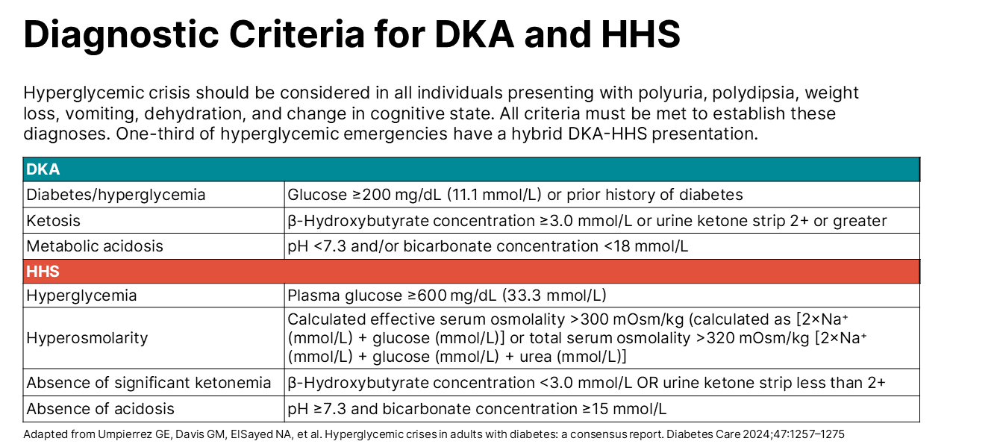 Diagnostic Criteria for DKA and HHS
Hyperglycemic crisis should be considered in all individuals presenting with polyuria, polydipsia, weight
loss, vomiting, dehydration, and change in cognitive state. All criteria must be met to establish these
diagnoses. One-third of hyperglycemic emergencies have a hybrid DKA-HHS presentation.
DKA
Diabetes/hyperglycemia Glucose ≥200 mg/dL (11.1 mmol/L) or prior history of diabetes
Ketosis β-Hydroxybutyrate concentration ≥3.0 mmol/L or urine ketone strip 2+ or greater
Metabolic acidosis pH <7.3 and/or bicarbonate concentration <18 mmol/L
HHS
Hyperglycemia Plasma glucose ≥600 mg/dL (33.3 mmol/L)
Calculated effective serum osmolality >300 mOsm/kg (calculated as [2×Na⁺
Hyperosmolarity (mmol/L) + glucose (mmol/L)] or total serum osmolality >320 mOsm/kg [2×Na⁺
(mmol/L) + glucose (mmol/L) + urea (mmol/L)]
Absence of significant ketonemia β-Hydroxybutyrate concentration <3.0 mmol/L OR urine ketone strip less than 2+
Absence of acidosis pH ≥7.3 and bicarbonate concentration ≥15 mmol/L
Adapted from Umpierrez GE, Davis GM, ElSayed NA, et al. Hyperglycemic crises in adults with diabetes: a consensus report. Diabetes Care 2024;47:1257–1275